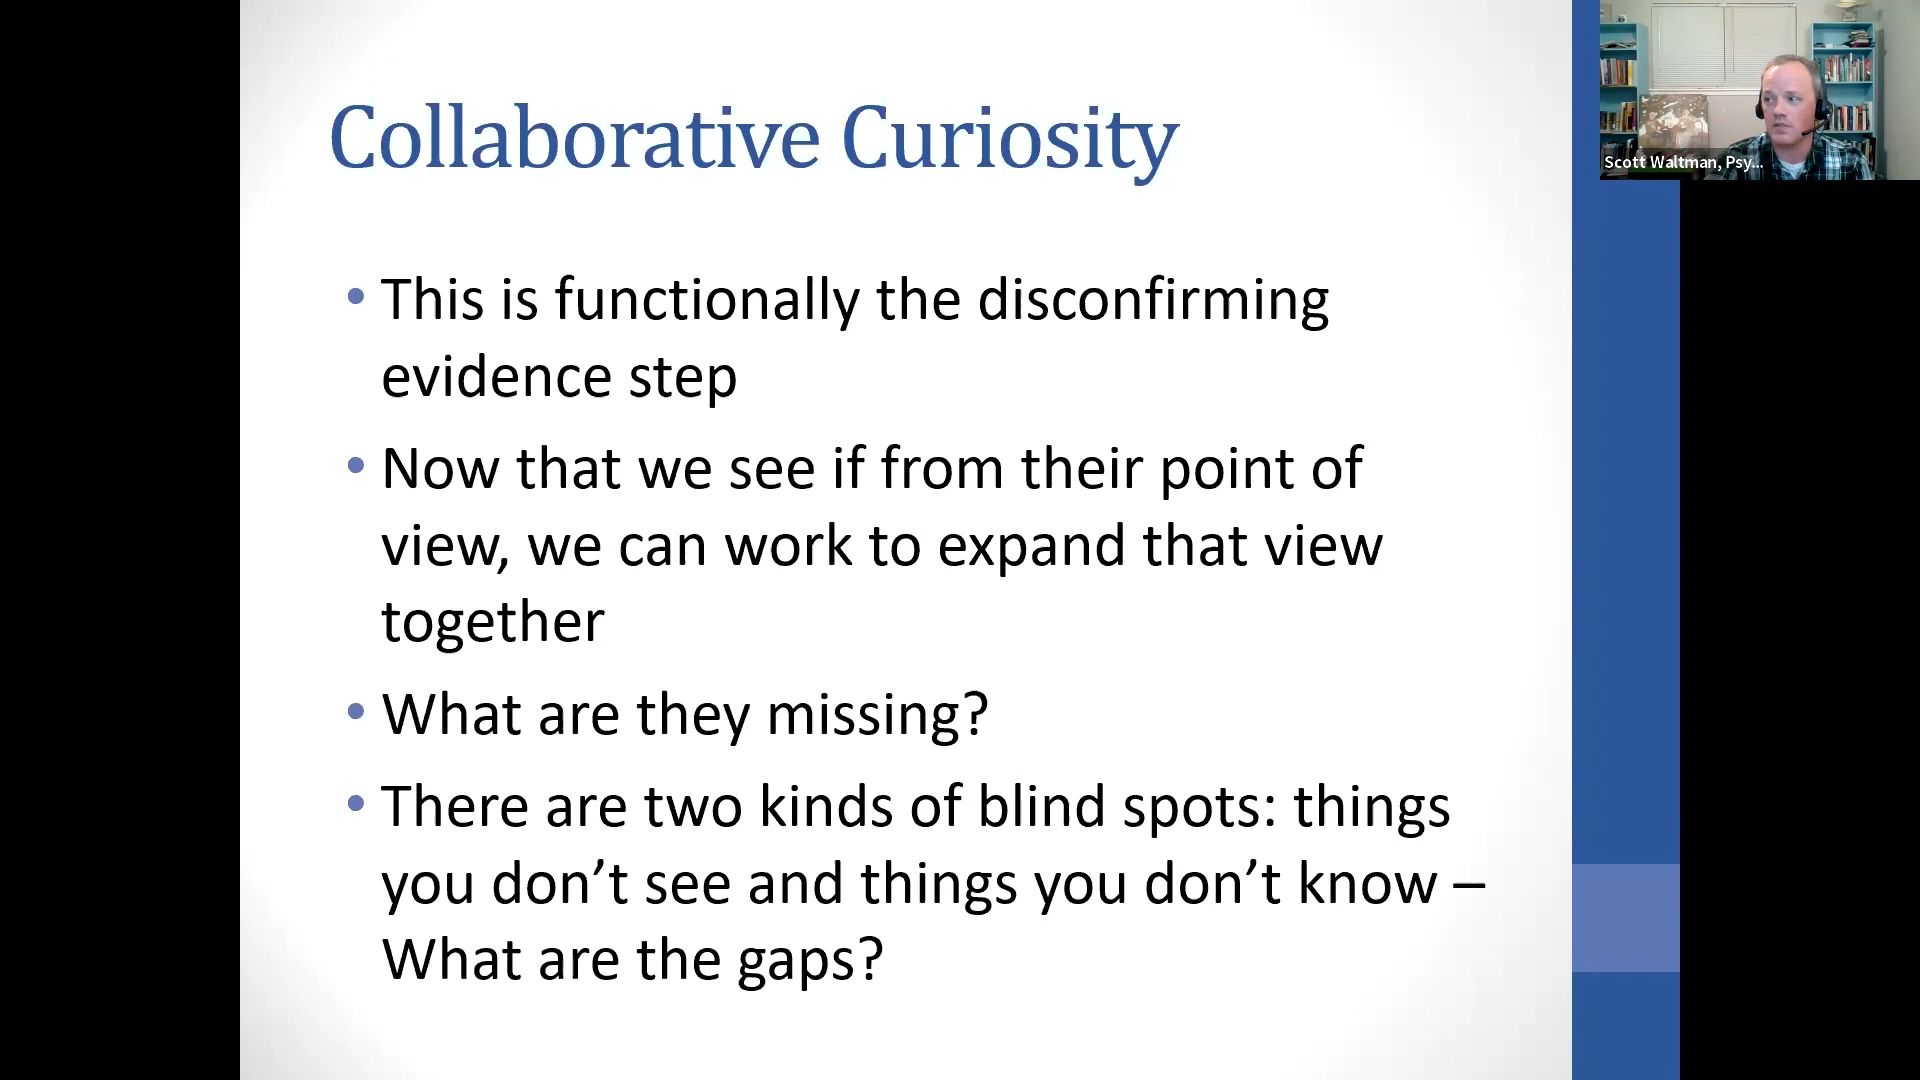 Collaborative Curiosity
Scott Waltman, Psy...
• This is functionally the disconfirming
evidence step
• Now that we see if from their point of
view, we can work to expand that view
together
• What are they missing?
• There are two kinds of blind spots: things
you don’t see and things you don’t know –
What are the gaps?